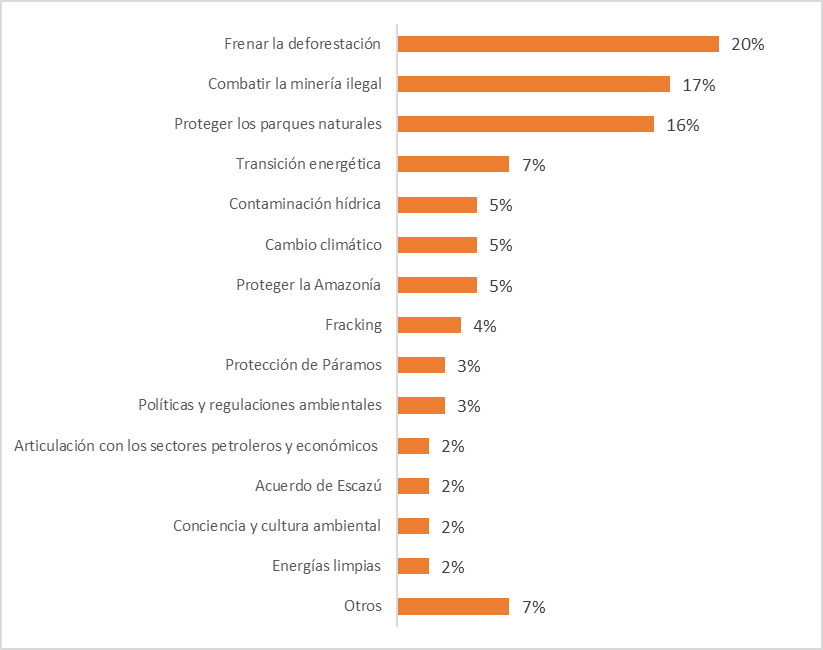 Frenar la deforestación 20%
Combatir la minería ilegal 17%
Proteger los parques naturales 16%
Transición energética 7%
Contaminación hídrica 5%
Cambio climático 5%
Proteger la Amazonía 5%
Fracking 4%
Protección de Páramos 3%
Políticas y regulaciones ambientales 3%
Articulación con los sectores petroleros y económicos 2%
Acuerdo de Escazú 2%
Conciencia y cultura ambiental 2%
Energías limpias 2%
Otros 7%